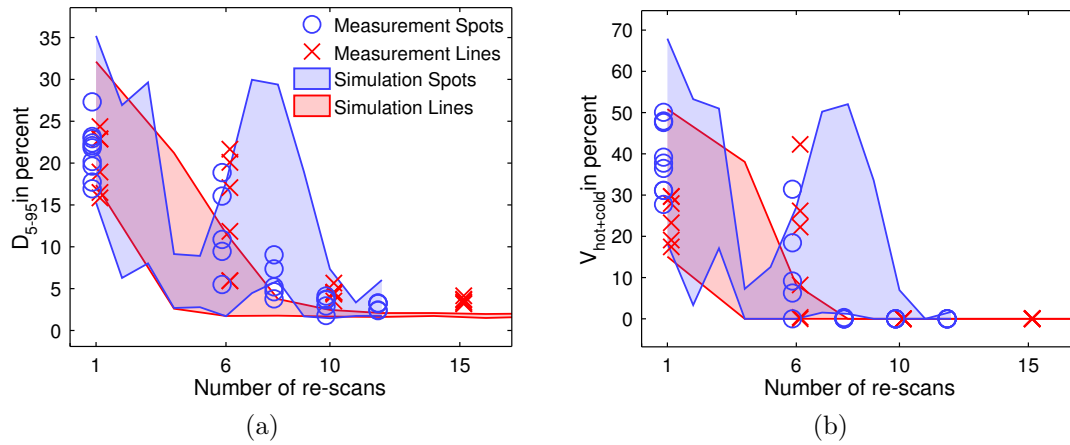 35
30
25
20
15
10
5
0
D5-95 in percent
1
6
10
15
Number of re-scans
(a)
Measurement Spots
Measurement Lines
Simulation Spots
Simulation Lines
70
60
50
40
30
20
10
0
Vhot+cold in percent
1
6
10
15
Number of re-scans
(b)